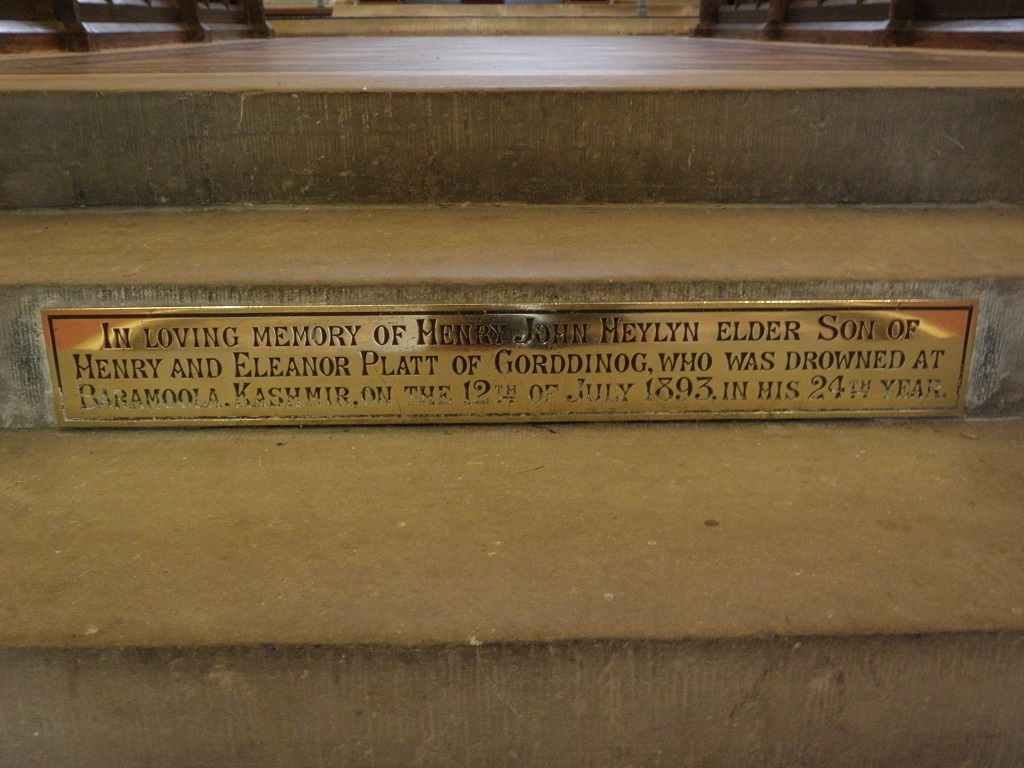 In loving memory of Henry John Heylyn elder Son of
Henry and Eleanor Platt of Gorddinog, who was drowned at
Baramoola, Kashmir, on the 12th of July 1893, in his 24th year.